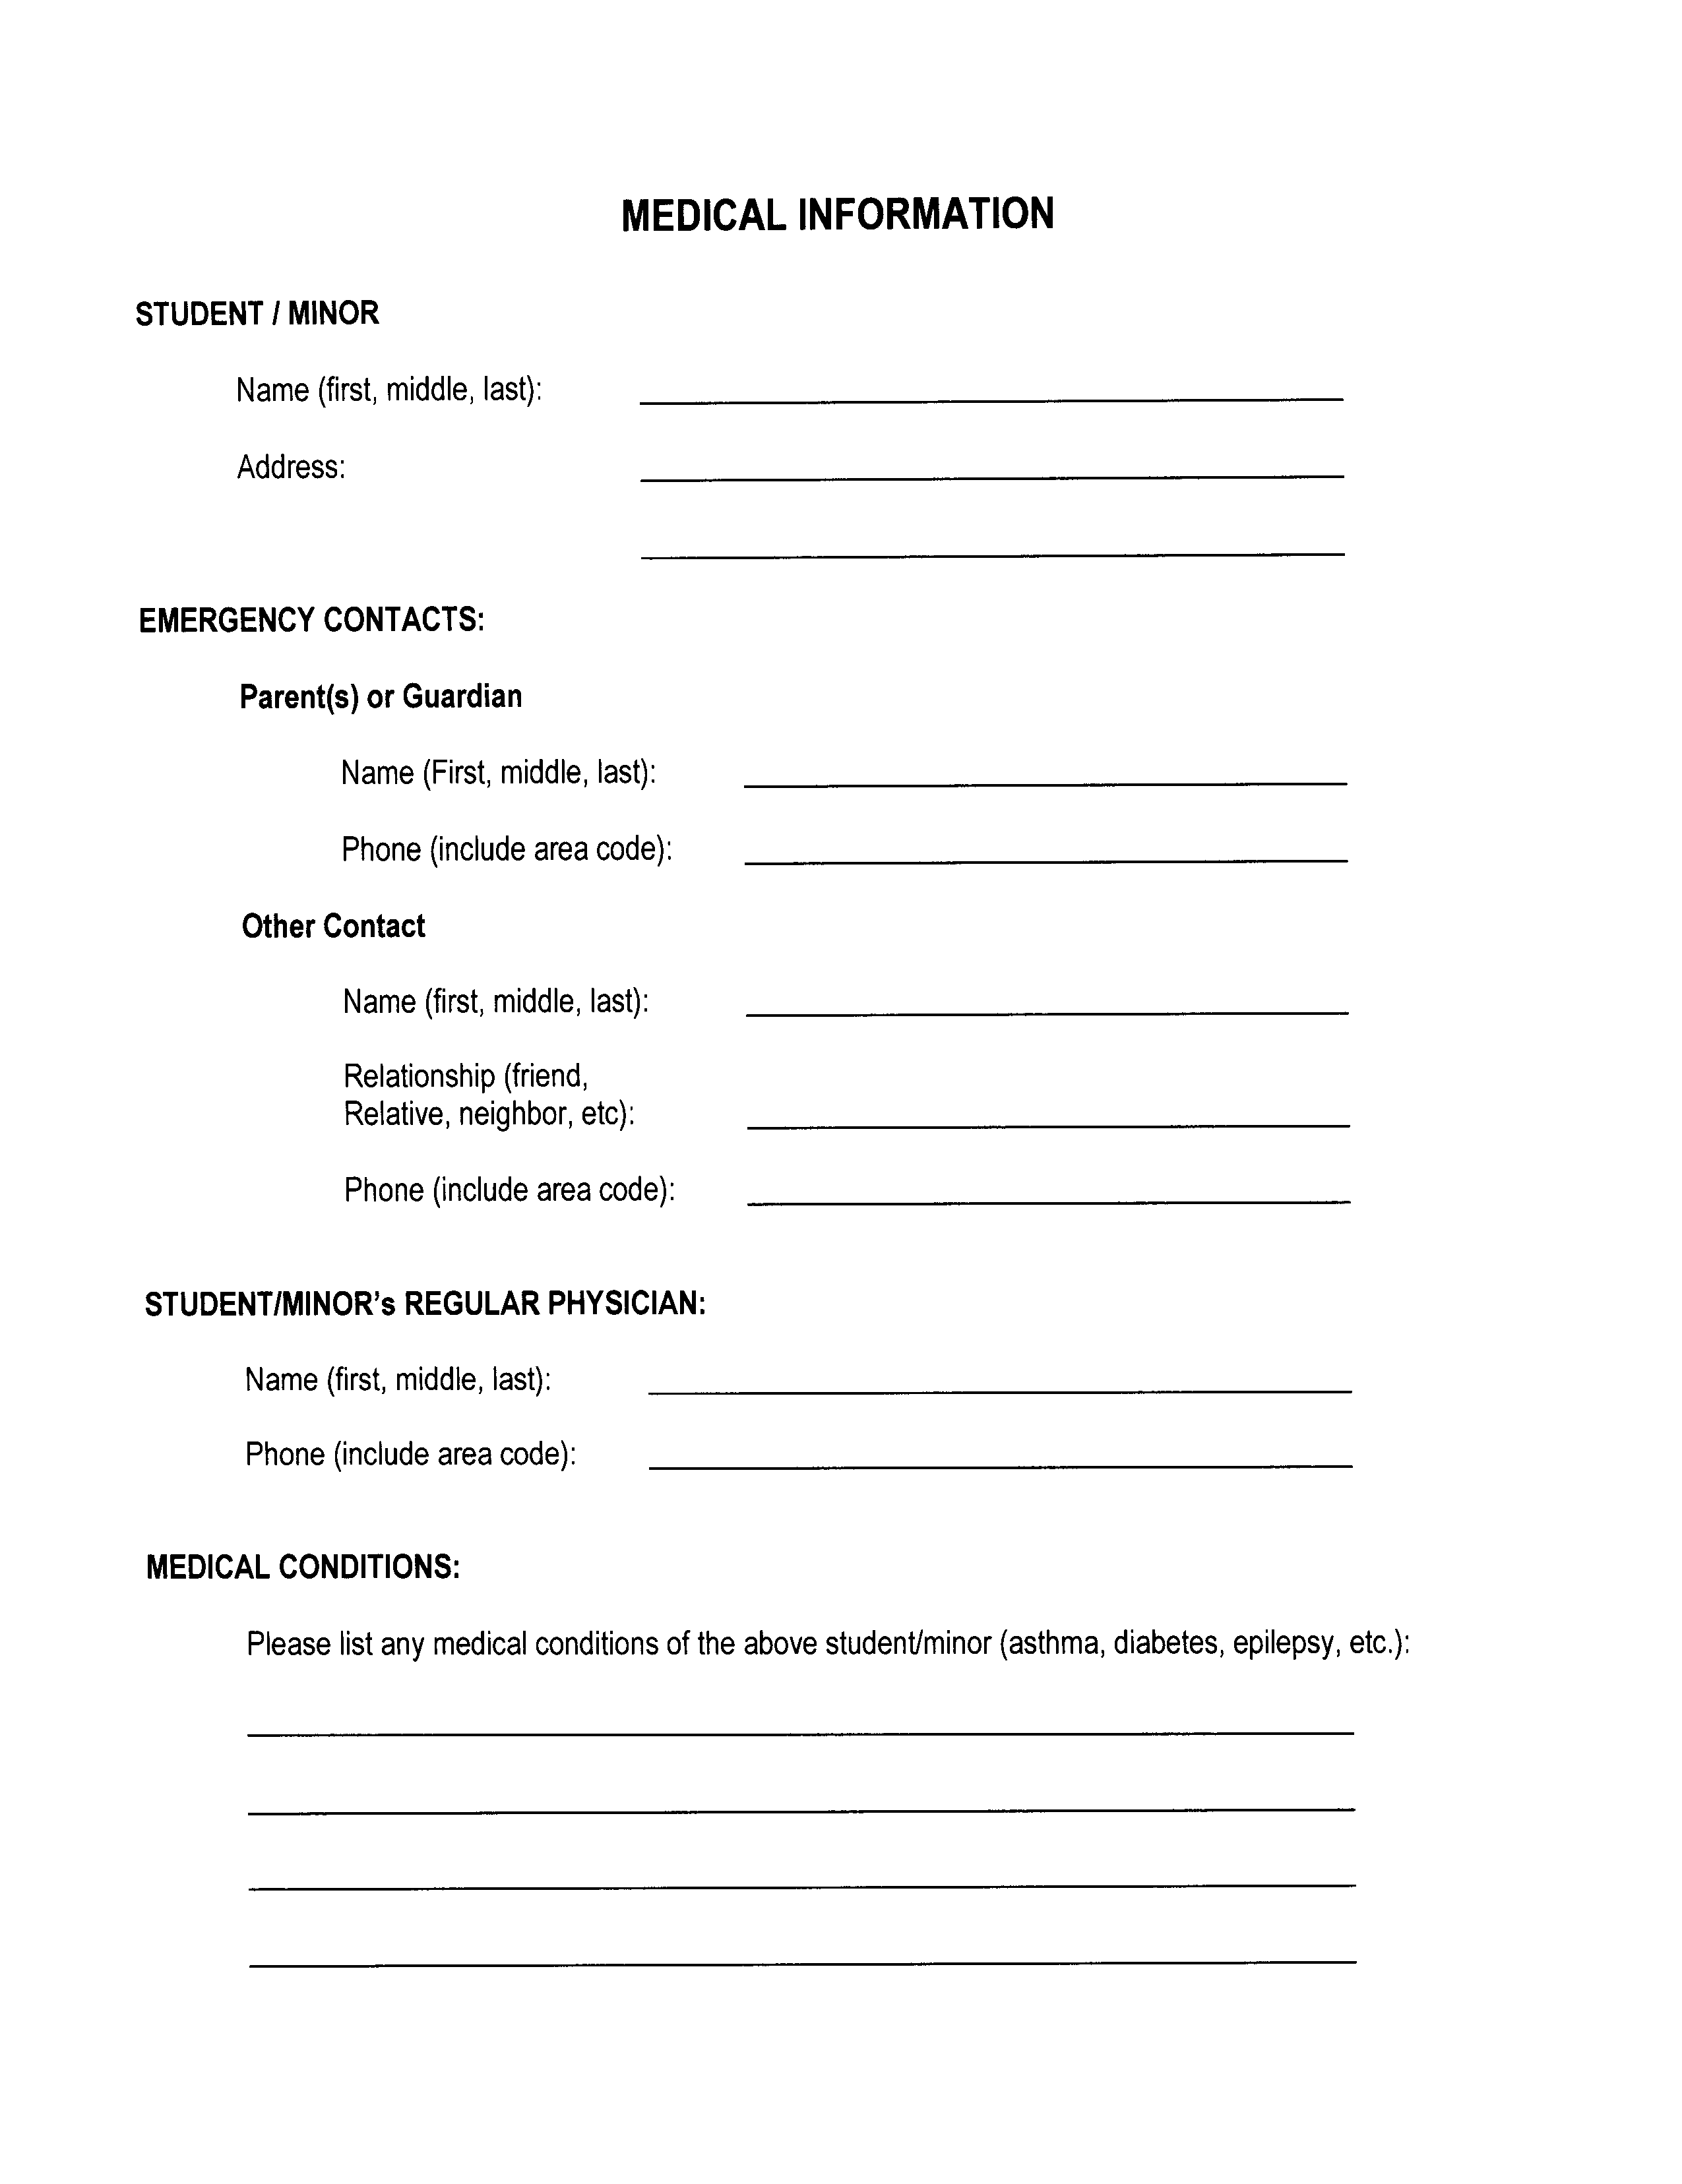 MEDICAL INFORMATION
STUDENT / MINOR
Name (first, middle, last):
Address:
EMERGENCY CONTACTS:
Parent(s) or Guardian
Name (First, middle, last):
Phone (include area code):
Other Contact
Name (first, middle, last):
Relationship (friend,
Relative, neighbor, etc):
Phone (include area code):
STUDENT/MINOR's REGULAR PHYSICIAN:
Name (first, middle, last):
Phone (include area code):
MEDICAL CONDITIONS:
Please list any medical conditions of the above student/minor (asthma, diabetes, epilepsy, etc.):